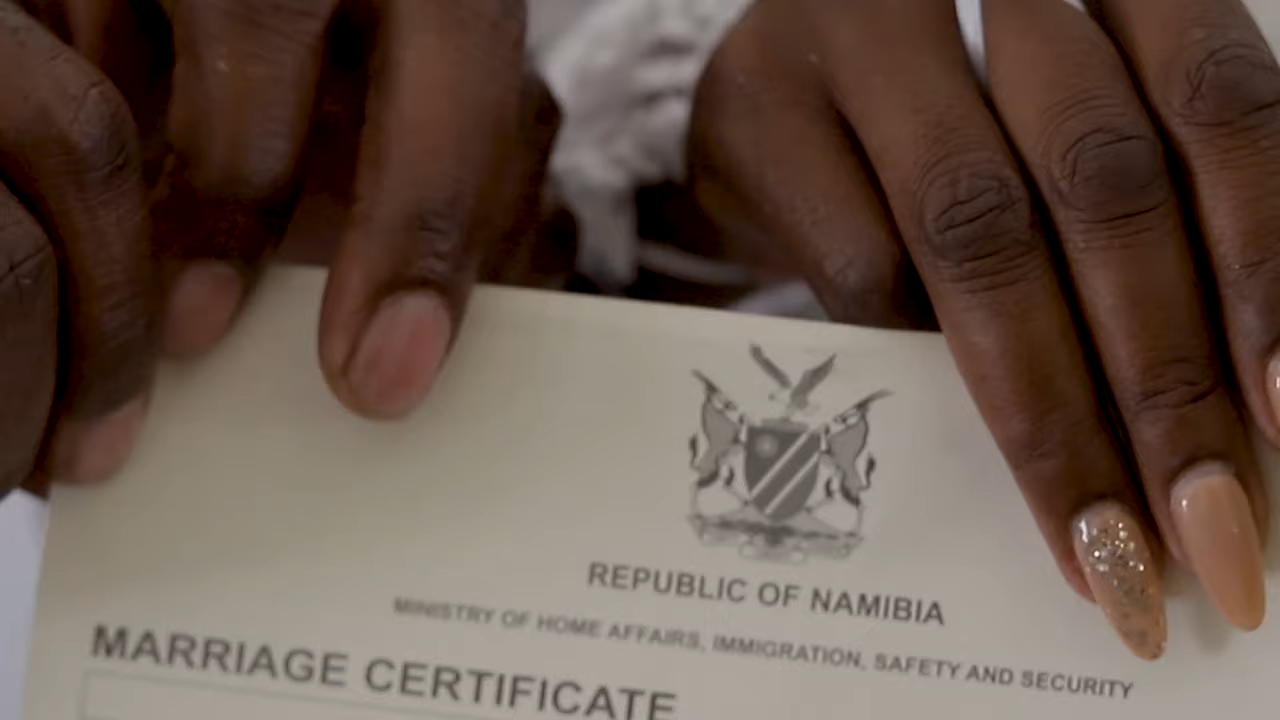 REPUBLIC OF NAMIBIA
MINISTRY OF HOME AFFAIRS, IMMIGRATION, SAFETY AND SECURITY
MARRIAGE CERTIFICATE